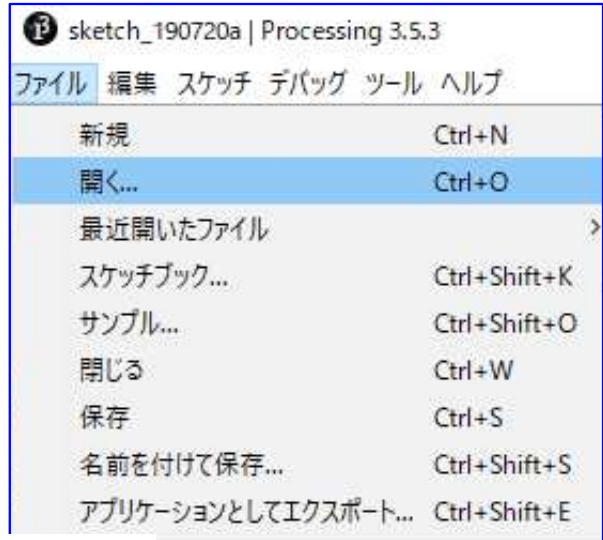 sketch_190720a | Processing 3.5.3
ファイル 編集 スケッチ デバッグ ツール ヘルプ
新規 Ctrl+N
開く... Ctrl+O
最近開いたファイル >
スケッチブック... Ctrl+Shift+K
サンプル... Ctrl+Shift+O
閉じる Ctrl+W
保存 Ctrl+S
名前を付けて保存... Ctrl+Shift+S
アプリケーションとしてエクスポート... Ctrl+Shift+E